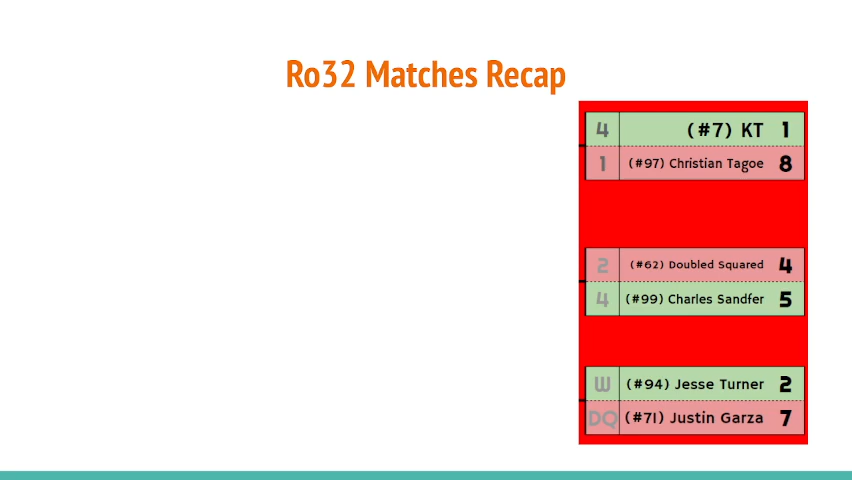 Ro32 Matches Recap
4 (#7) KT 1
1 (#97) Christian Tagoe 8
2 (#62) Doubled Squared 4
4 (#99) Charles Sandfer 5
W (#94) Jesse Turner 2
DQ (#71) Justin Garza 7